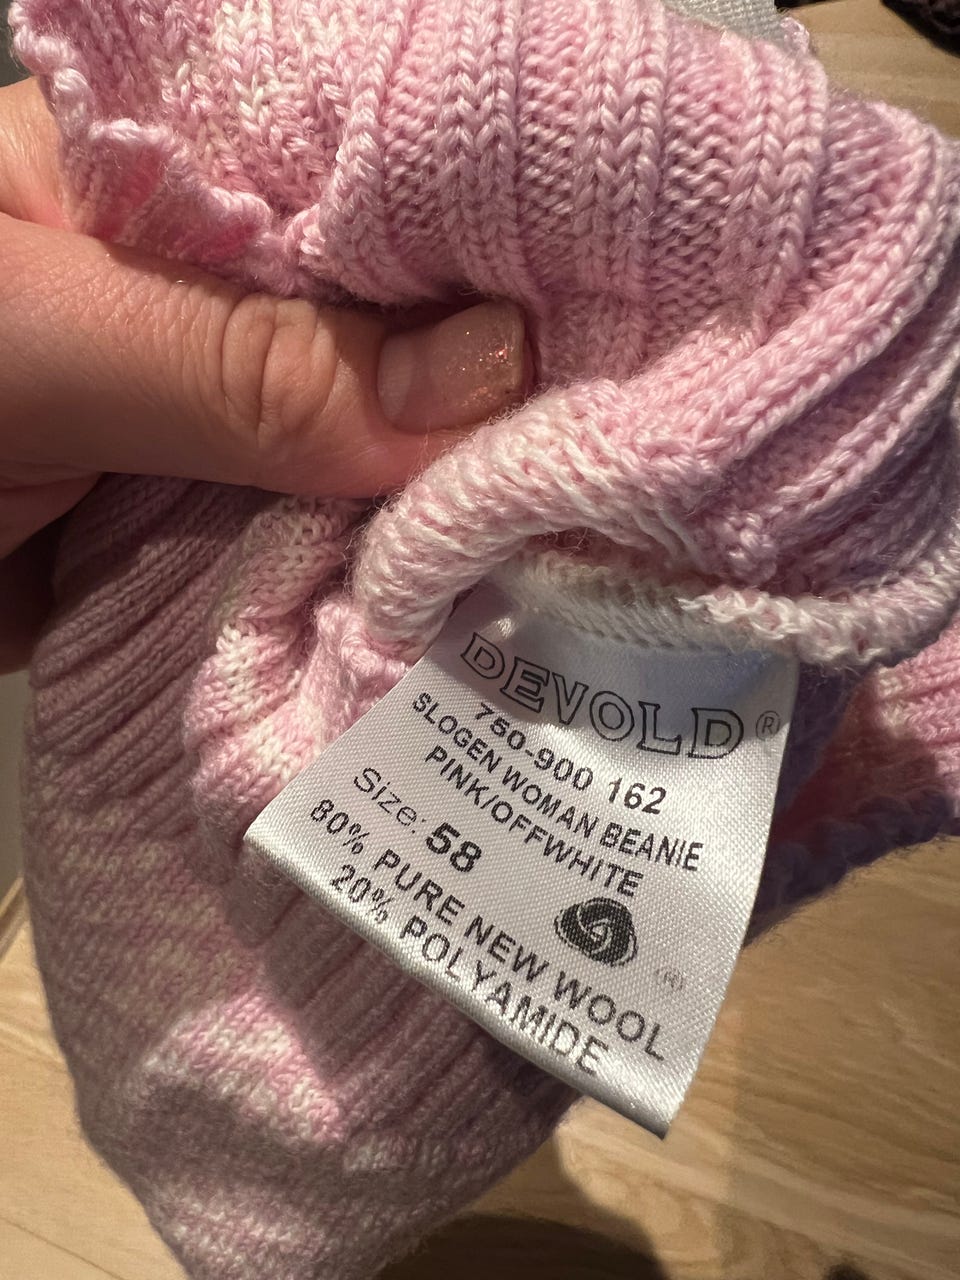 DEVOLD®
750-900 162
SLOGEN WOMAN BEANIE
PINK/OFFWHITE
Size: 58
80% PURE NEW WOOL
20% POLYAMIDE
(R)